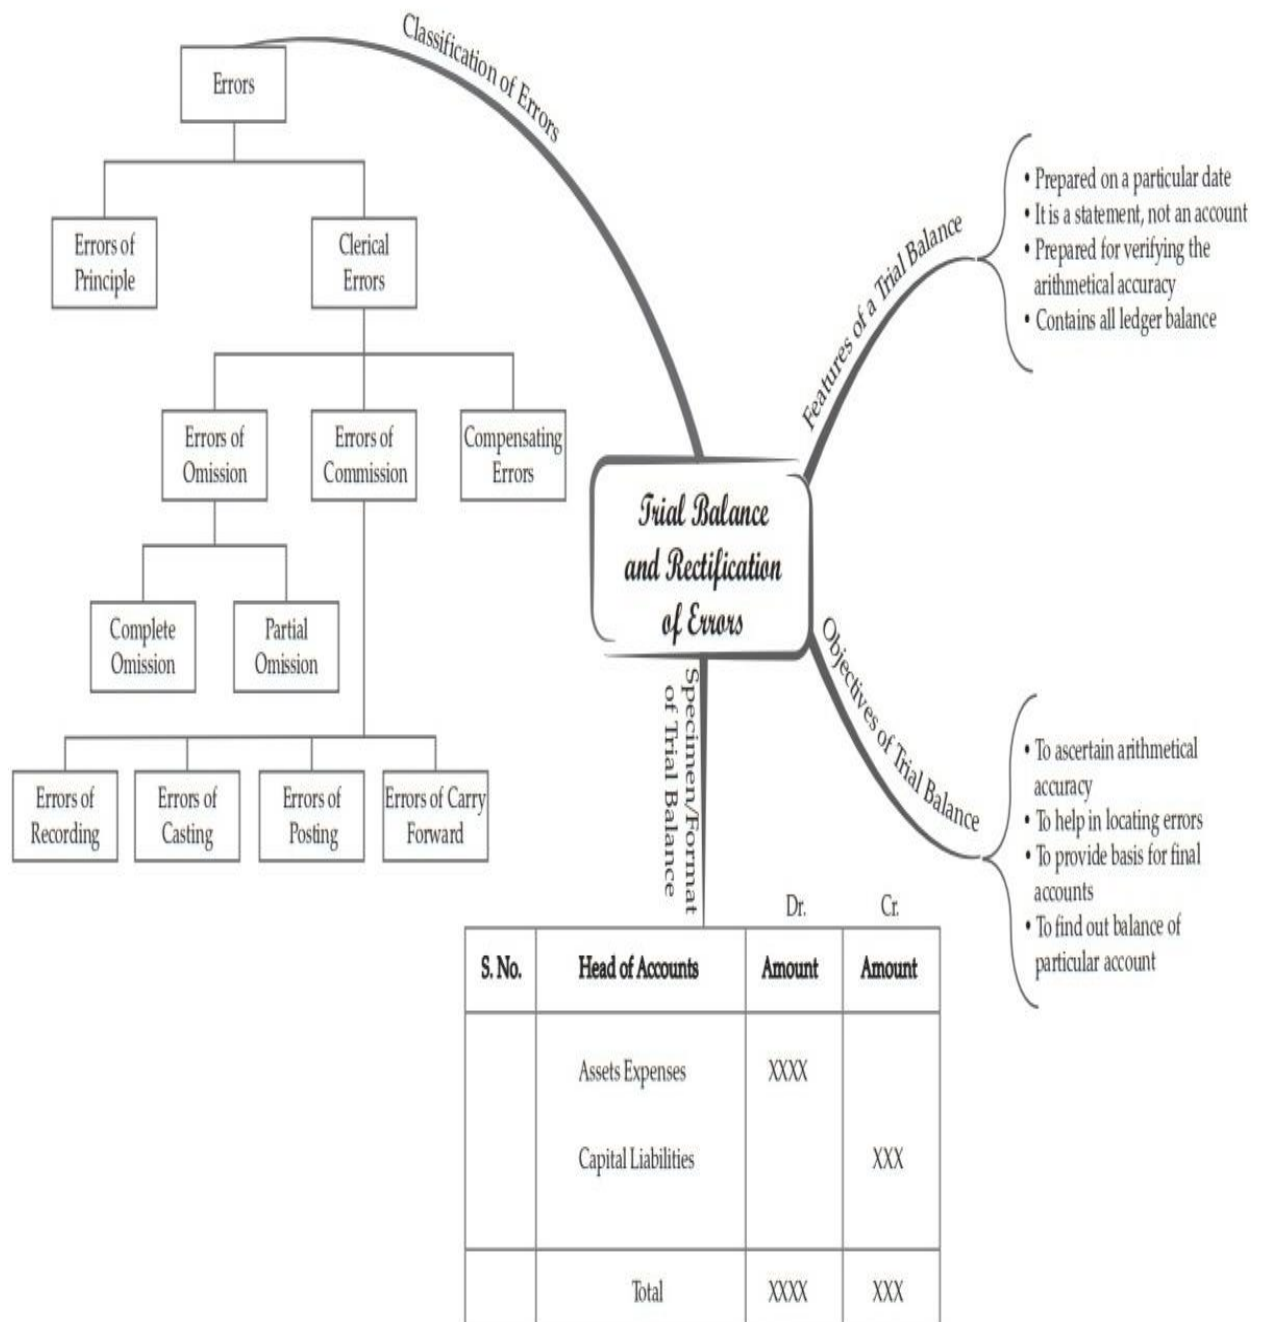 Classification of Errors
Errors
Errors of
Principle
Clerical
Errors
Errors of
Omission
Errors of
Commission
Compensating
Errors
Complete
Omission
Partial
Omission
Errors of
Recording
Errors of
Casting
Errors of
Posting
Errors of Carry
Forward
Features of a Trial Balance
• Prepared on a particular date
• It is a statement, not an account
• Prepared for verifying the
arithmetical accuracy
• Contains all ledger balance
Trial Balance
and Rectification
of Errors
Objectives of Trial Balance
• To ascertain arithmetical
accuracy
• To help in locating errors
• To provide basis for final
accounts
• To find out balance of
particular account
Specimen/Format
of Trial Balance
Dr. Cr.
S. No. Head of Accounts Amount Amount
Assets Expenses XXXX
Capital Liabilities XXX
Total XXXX XXX